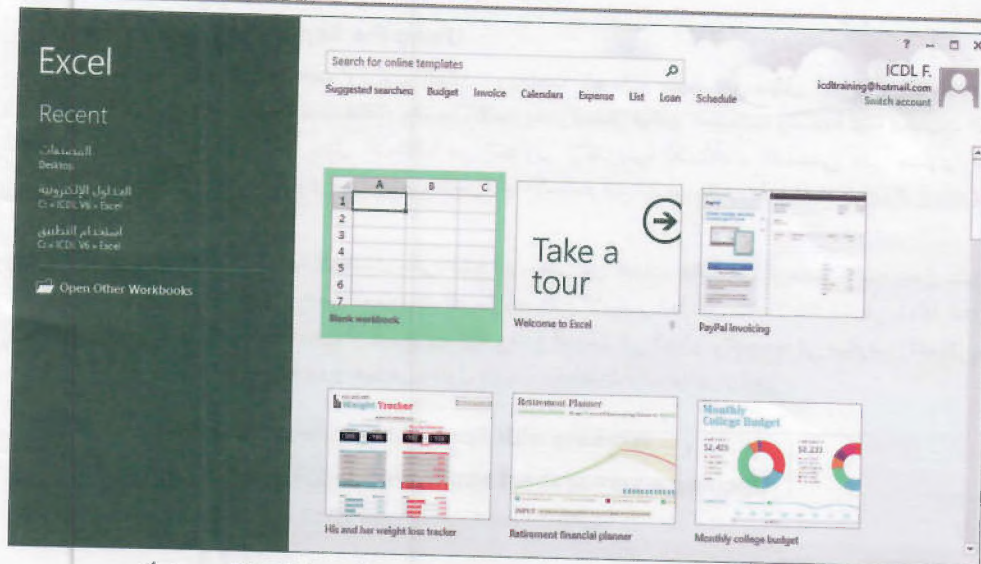 Excel
Recent
المصنفات
Desktop
الجداول الإلكترونية
C: » ICDL V6 » Excel
استخدام التطبيق
C: » ICDL V6 » Excel
Open Other Workbooks
Search for online templates
Suggested searches: Budget Invoice Calendars Expense List Loan Schedule
?
ICDL F.
icdltraining@hotmail.com
Switch account
A B C
1
2
3
4
5
6
7
Blank workbook
Take a
tour
Welcome to Excel
PayPal
PayPal invoicing
Weight Tracker
His and her weight loss tracker
Retirement Planner
INPUT
Retirement financial planner
Monthly
College Budget
Monthly college budget